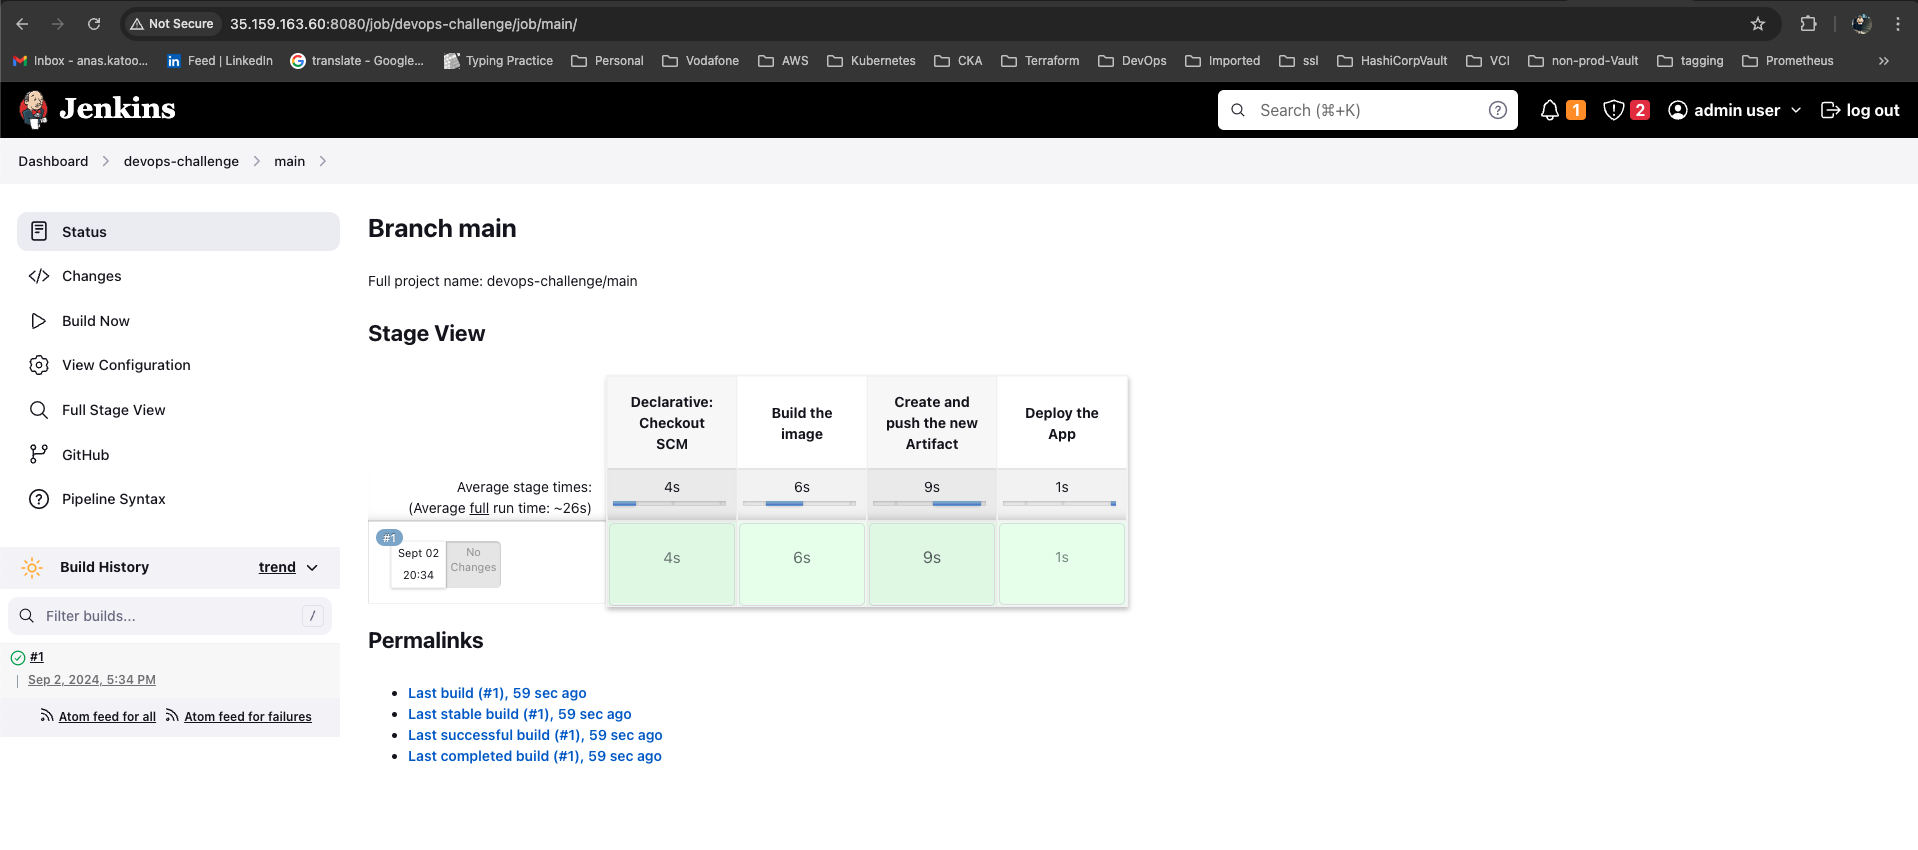 Not Secure 35.159.163.60:8080/job/devops-challenge/job/main/
Inbox - anas.katoo... Feed | LinkedIn translate - Google... Typing Practice Personal Vodafone AWS Kubernetes CKA Terraform DevOps Imported ssl HashiCorpVault VCI non-prod-Vault tagging Prometheus »
Jenkins Search (⌘+K) ? 1 2 admin user log out
Dashboard devops-challenge main
Status
Changes
Build Now
View Configuration
Full Stage View
GitHub
Pipeline Syntax
Build History trend
Filter builds... /
#1
Sep 2, 2024, 5:34 PM
Atom feed for all Atom feed for failures
Branch main
Full project name: devops-challenge/main
Stage View
Declarative: Checkout SCM
Build the image
Create and push the new Artifact
Deploy the App
Average stage times: 4s 6s 9s 1s
(Average full run time: ~26s)
#1
Sept 02 20:34 No Changes 4s 6s 9s 1s
Permalinks
Last build (#1), 59 sec ago
Last stable build (#1), 59 sec ago
Last successful build (#1), 59 sec ago
Last completed build (#1), 59 sec ago